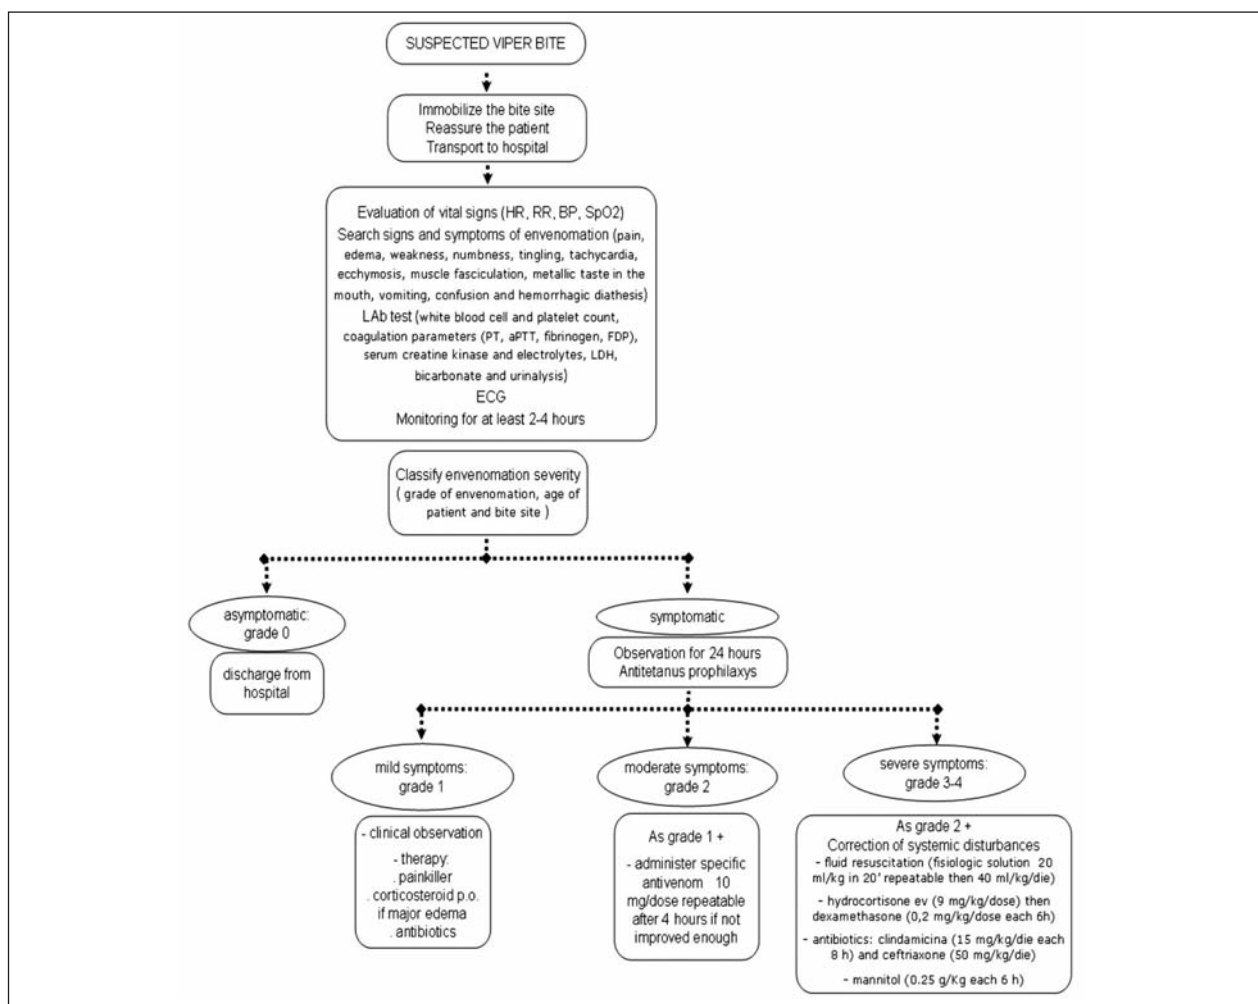 SUSPECTED VIPER BITE
Immobilize the bite site
Reassure the patient
Transport to hospital
Evaluation of vital signs (HR, RR, BP, SpO2)
Search signs and symptoms of envenomation (pain,
edema, weakness, numbness, tingling, tachycardia,
ecchymosis, muscle fasciculation, metallic taste in the
mouth, vomiting, confusion and hemorrhagic diathesis)
LAb test (white blood cell and platelet count,
coagulation parameters (PT, aPTT, fibrinogen, FDP),
serum creatine kinase and electrolytes, LDH,
bicarbonate and urinalysis)
ECG
Monitoring for at least 2-4 hours
Classify envenomation severity
( grade of envenomation, age of
patient and bite site )
asymptomatic:
grade 0
discharge from
hospital
symptomatic
Observation for 24 hours
Antitetanus prophilaxys
mild symptoms:
grade 1
- clinical observation
- therapy:
. painkiller
. corticosteroid p.o.
if major edema
. antibiotics
moderate symptoms:
grade 2
As grade 1 +
- administer specific
antivenom 10
mg/dose repeatable
after 4 hours if not
improved enough
severe symptoms:
grade 3-4
As grade 2 +
Correction of systemic disturbances
- fluid resuscitation (fisiologic solution 20
ml/kg in 20' repeatable then 40 ml/kg/die)
- hydrocortisone ev (9 mg/kg/dose) then
dexamethasone (0,2 mg/kg/dose each 6h)
- antibiotics: clindamicina (15 mg/kg/die each
8 h) and ceftriaxone (50 mg/kg/die)
- mannitol (0.25 g/Kg each 6 h)